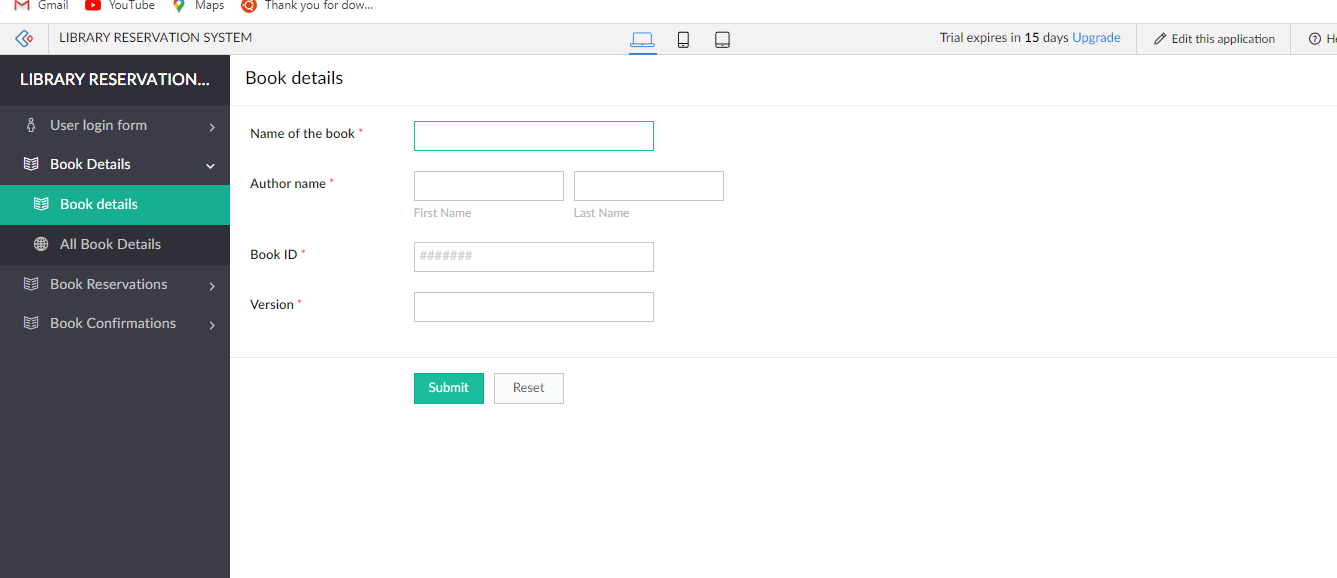 Gmail YouTube Maps Thank you for dow...
LIBRARY RESERVATION SYSTEM
Trial expires in 15 days Upgrade
Edit this application
LIBRARY RESERVATION...
User login form
Book Details
Book details
All Book Details
Book Reservations
Book Confirmations
Book details
Name of the book *
Author name *
First Name Last Name
Book ID *
#######
Version *
Submit Reset